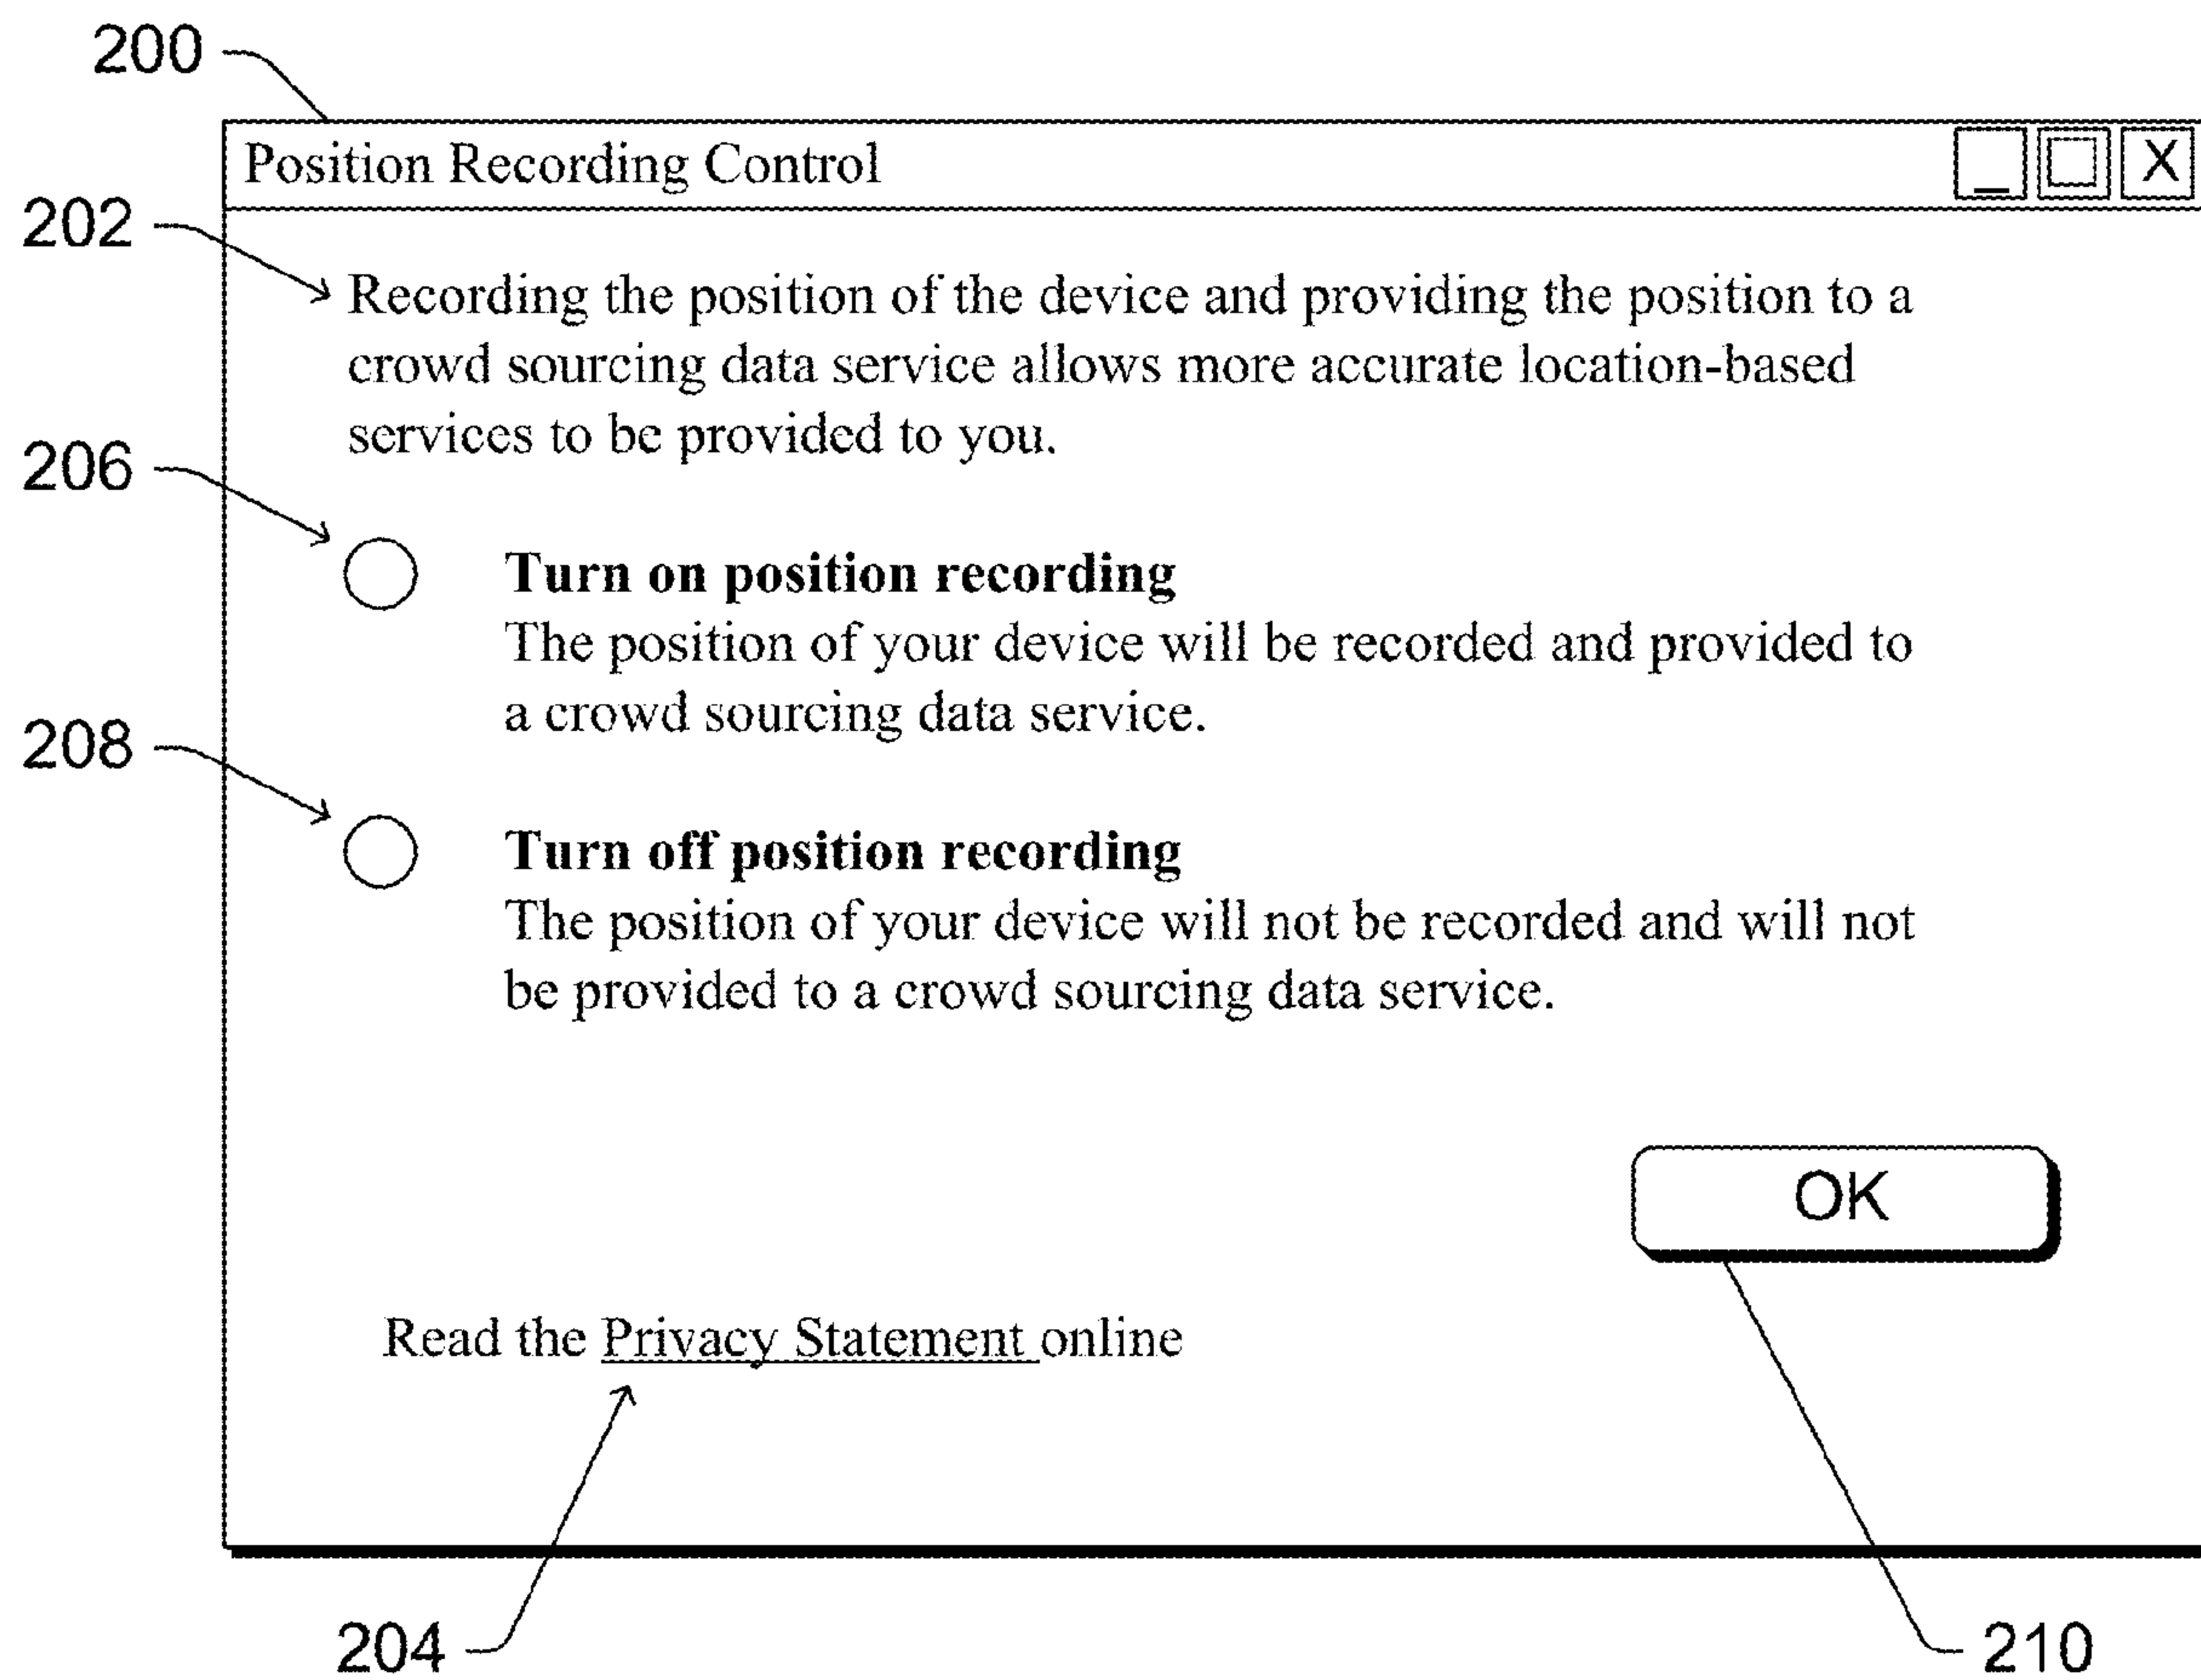 200
Position Recording Control _ X
202
Recording the position of the device and providing the position to a
crowd sourcing data service allows more accurate location-based
services to be provided to you.
206
Turn on position recording
The position of your device will be recorded and provided to
a crowd sourcing data service.
208
Turn off position recording
The position of your device will not be recorded and will not
be provided to a crowd sourcing data service.
OK
Read the Privacy Statement online
204
210